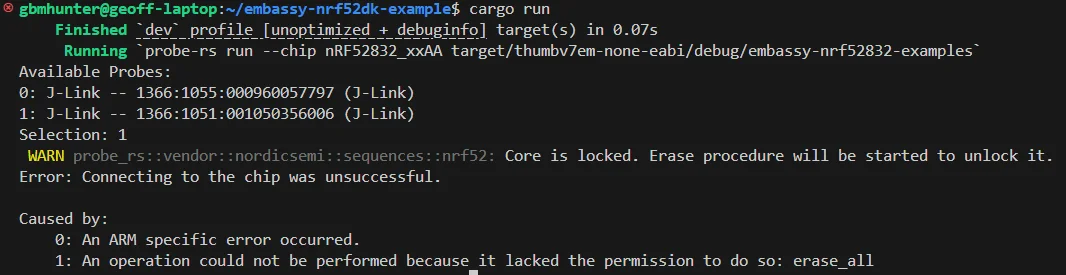 gbmhunter@geoff-laptop:~/embassy-nrf52dk-example$ cargo run
    Finished `dev` profile [unoptimized + debuginfo] target(s) in 0.07s
     Running `probe-rs run --chip nRF52832_xxAA target/thumbv7em-none-eabi/debug/embassy-nrf52832-examples`
Available Probes:
0: J-Link -- 1366:1055:000960057797 (J-Link)
1: J-Link -- 1366:1051:001050356006 (J-Link)
Selection: 1
 WARN probe_rs::vendor::nordicsemi::sequences::nrf52: Core is locked. Erase procedure will be started to unlock it.
Error: Connecting to the chip was unsuccessful.

Caused by:
    0: An ARM specific error occurred.
    1: An operation could not be performed because it lacked the permission to do so: erase_all